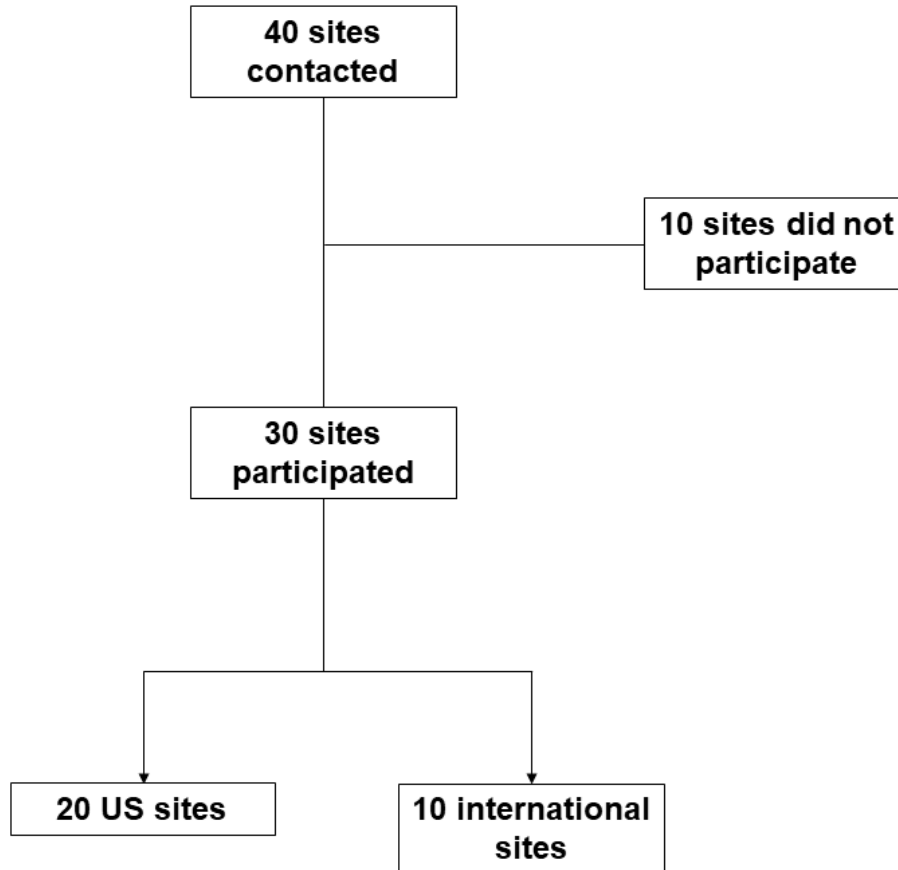 40 sites
contacted
10 sites did not
participate
30 sites
participated
20 US sites
10 international
sites